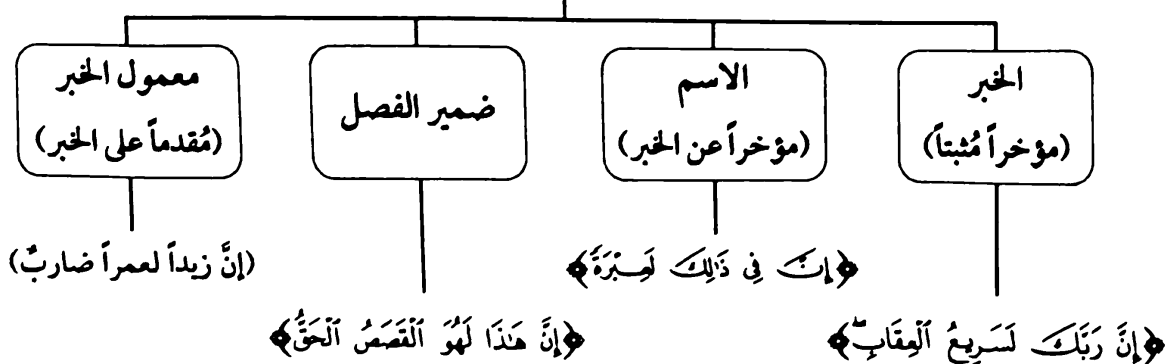 الخبر
(مؤخراً مُثبتاً)
الاسم
(مؤخراً عن الخبر)
ضمير الفصل
معمول الخبر
(مُقدماً على الخبر)
﴿إِنَّ رَبَّكَ لَسَرِيعُ ٱلْعِقَابِۖ﴾
﴿إِنَّ فِى ذَٰلِكَ لَعِبْرَةً﴾
﴿إِنَّ هَـٰذَا لَهُوَ ٱلْقَصَصُ ٱلْحَقُّ﴾
(إنَّ زيداً لعمراً ضاربٌ)